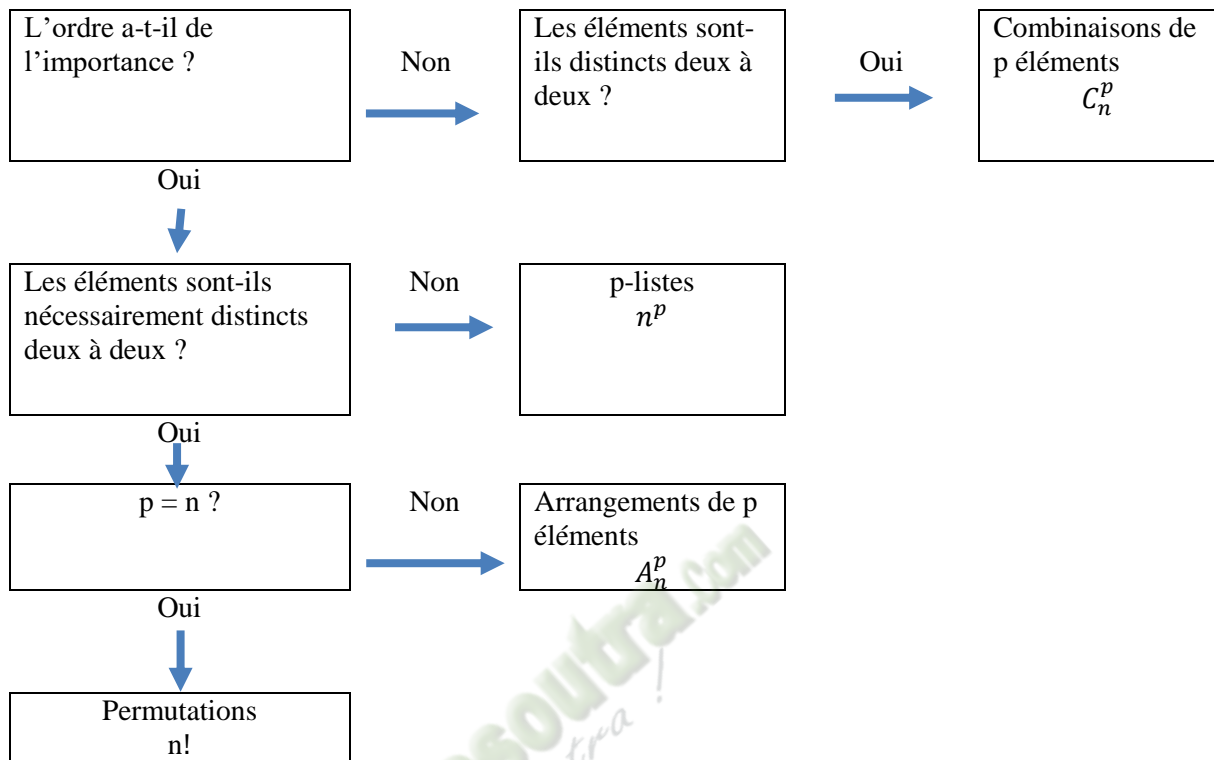 L’ordre a-t-il de
l’importance ?
Non
Les éléments sont-
ils distincts deux à
deux ?
Oui
Combinaisons de
p éléments
$C_n^p$
Oui
Les éléments sont-ils
nécessairement distincts
deux à deux ?
Non
p-listes
$n^p$
Oui
p = n ?
Non
Arrangements de p
éléments
$A_n^p$
Oui
Permutations
n!